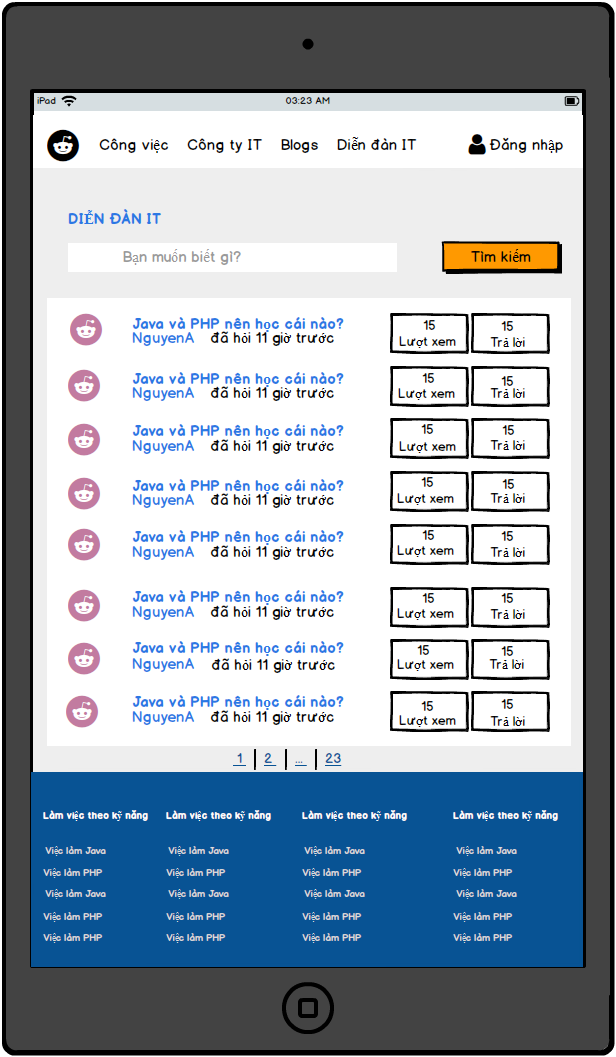 iPad 03:23 AM
Công việc Công ty IT Blogs Diễn đàn IT Đăng nhập
DIỄN ĐÀN IT
Bạn muốn biết gì? Tìm kiếm
Java và PHP nên học cái nào? 15 15
NguyenA đã hỏi 11 giờ trước Lượt xem Trả lời
Java và PHP nên học cái nào? 15 15
NguyenA đã hỏi 11 giờ trước Lượt xem Trả lời
Java và PHP nên học cái nào? 15 15
NguyenA đã hỏi 11 giờ trước Lượt xem Trả lời
Java và PHP nên học cái nào? 15 15
NguyenA đã hỏi 11 giờ trước Lượt xem Trả lời
Java và PHP nên học cái nào? 15 15
NguyenA đã hỏi 11 giờ trước Lượt xem Trả lời
Java và PHP nên học cái nào? 15 15
NguyenA đã hỏi 11 giờ trước Lượt xem Trả lời
Java và PHP nên học cái nào? 15 15
NguyenA đã hỏi 11 giờ trước Lượt xem Trả lời
Java và PHP nên học cái nào? 15 15
NguyenA đã hỏi 11 giờ trước Lượt xem Trả lời
1 2 ... 23
Làm việc theo kỹ năng Làm việc theo kỹ năng Làm việc theo kỹ năng Làm việc theo kỹ năng
Việc làm Java Việc làm Java Việc làm Java Việc làm Java
Việc làm PHP Việc làm PHP Việc làm PHP Việc làm PHP
Việc làm Java Việc làm Java Việc làm Java Việc làm Java
Việc làm PHP Việc làm PHP Việc làm PHP Việc làm PHP
Việc làm PHP Việc làm PHP Việc làm PHP Việc làm PHP